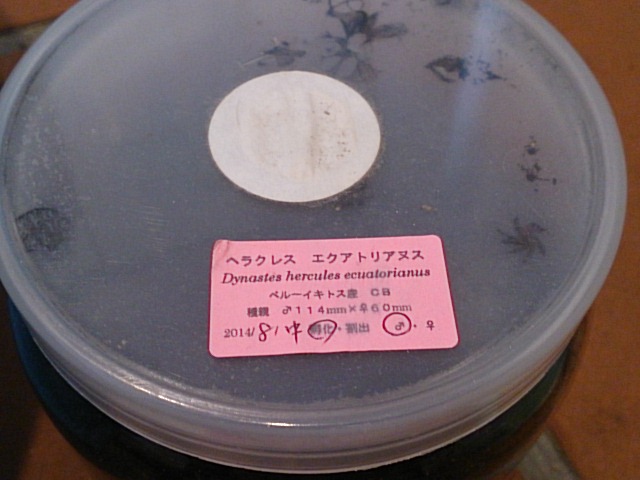 ヘラクレス エクアトリアヌス
Dynastes hercules ecuatorianus
ペルーイキトス産 CB
種親 ♂114mm×♀60mm
2014/8/中 孵化・割出 ♂・♀